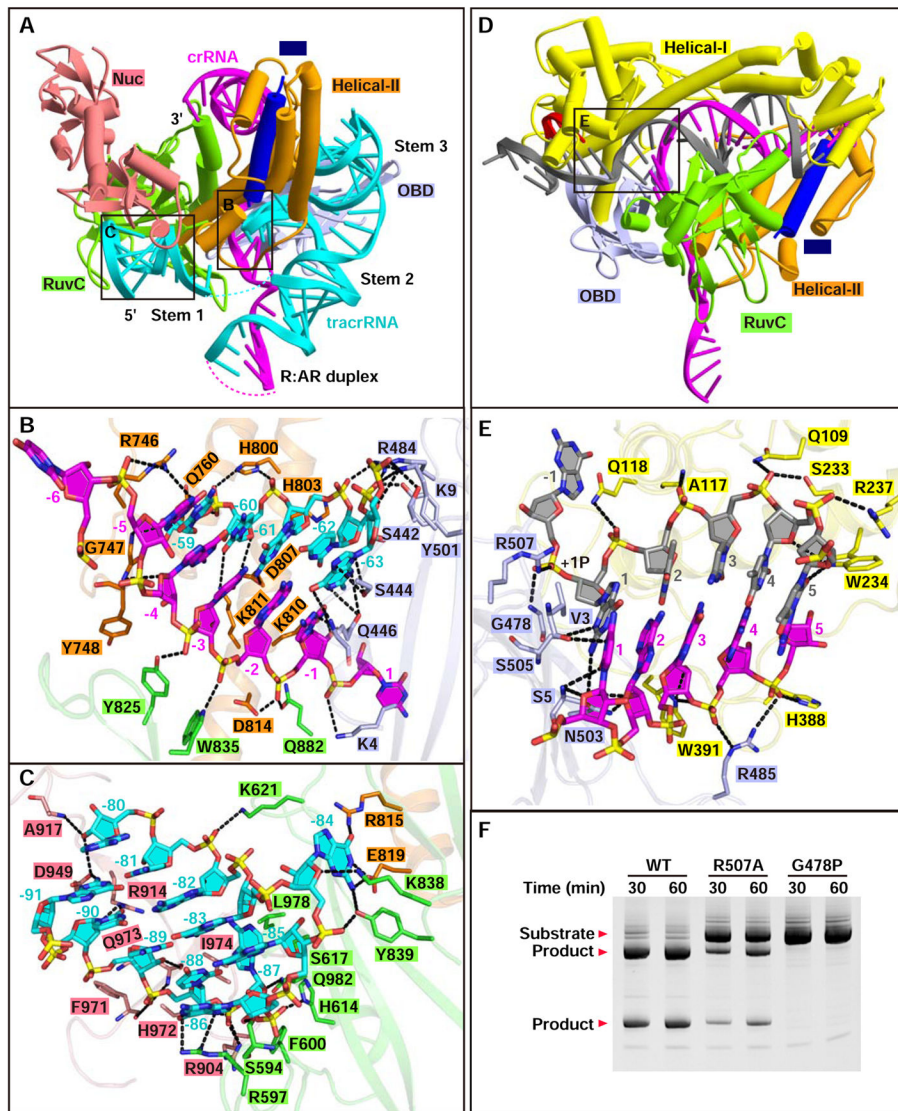 A
Nuc
crRNA
Helical-II
3'
Stem 3
OBD
B
C
RuvC
Stem 2
5'
Stem 1
tracrRNA
R:AR duplex
D
Helical-I
E
OBD
Helical-II
RuvC
B
R746
Q760
H800
R484
-6
H803
K9
-5
-60
-62
S442
-59
-61
Y501
G747
D807
-63
-4
K811
K810
S444
Y748
-3
Q446
-2
-1
1
Y825
W835
D814
Q882
K4
C
-80
K621
-84
R815
A917
E819
D949
-81
K838
-91
R914
-82
L978
-90
-83
Q973
I974
-85
Y839
-89
S617
-88
Q982
-87
H614
F971
H972
-86
F600
R904
S594
R597
E
Q109
-1
Q118
A117
S233
R237
R507
+1P
3
1
2
4
W234
5
G478
V3
1
2
3
4
5
S505
S5
H388
N503
W391
R485
F
WT R507A G478P
Time (min) 30 60 30 60 30 60
Substrate
Product
Product